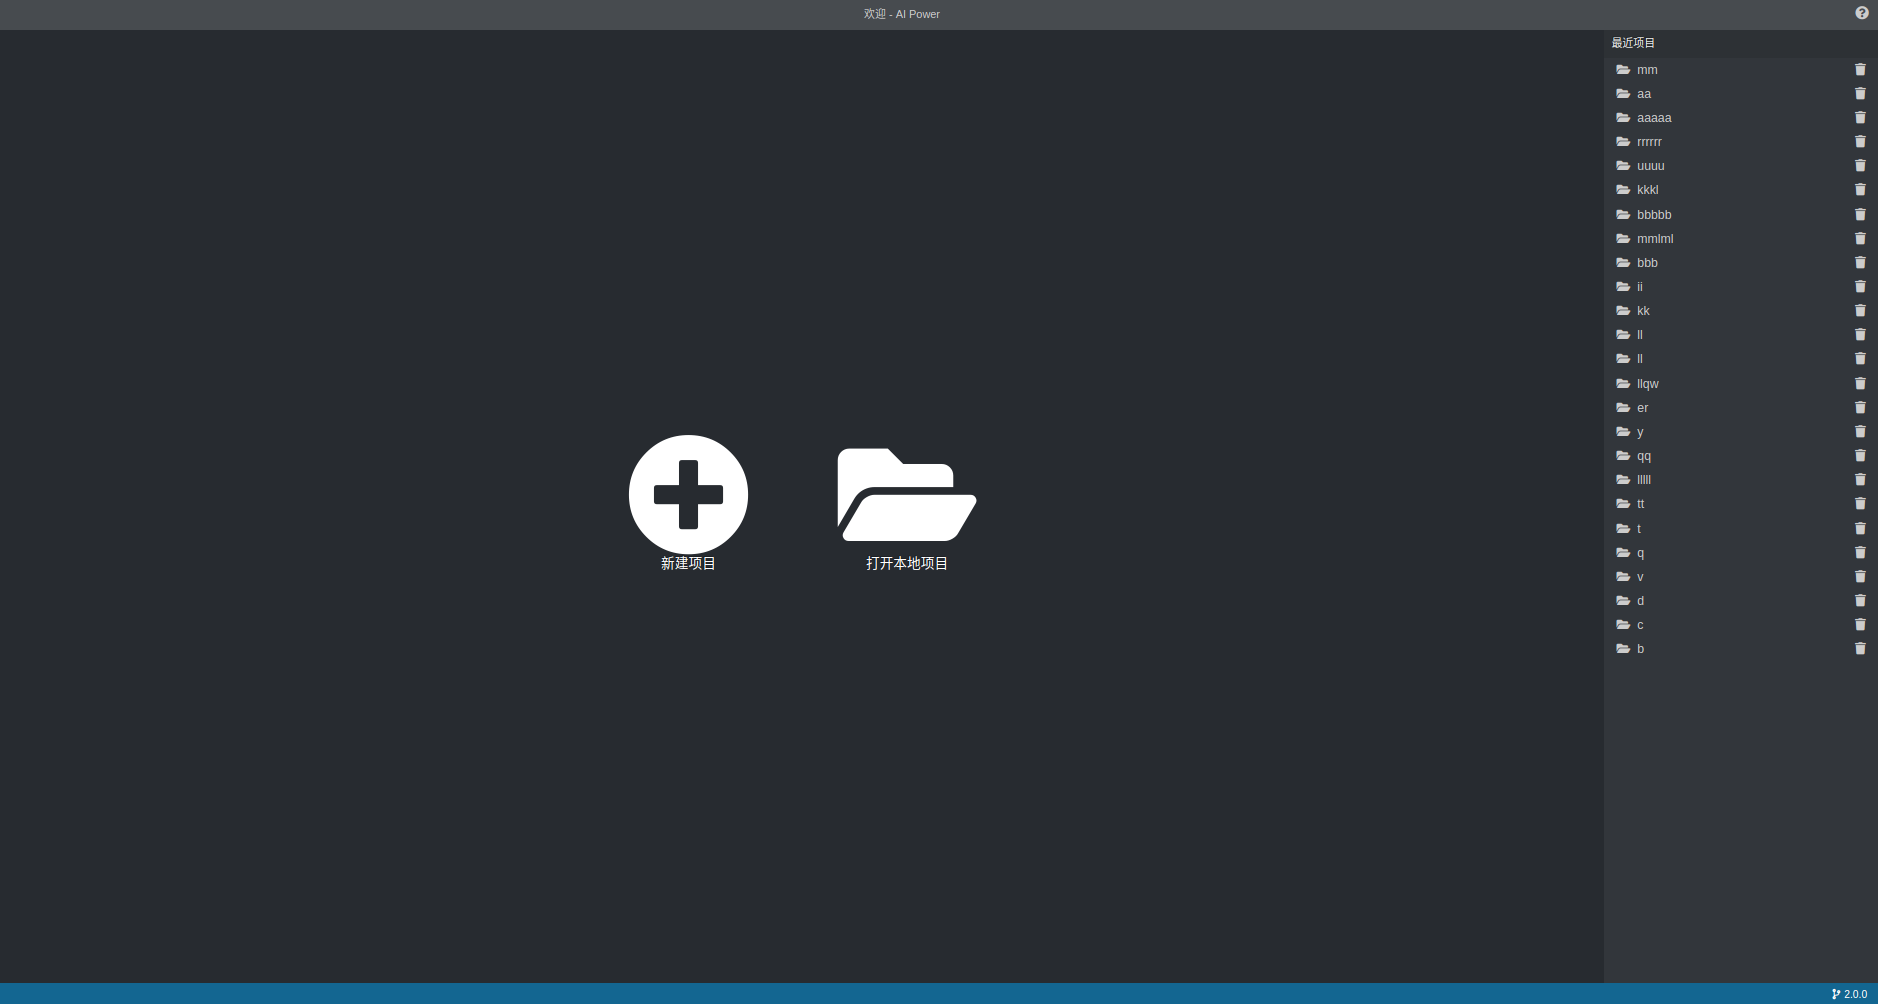 欢迎 - AI Power
新建项目
打开本地项目
最近项目
mm
aa
aaaaa
rrrrrr
uuuu
kkkl
bbbbb
mmlml
bbb
ii
kk
ll
ll
llqw
er
y
qq
lllll
tt
t
q
v
d
c
b
2.0.0